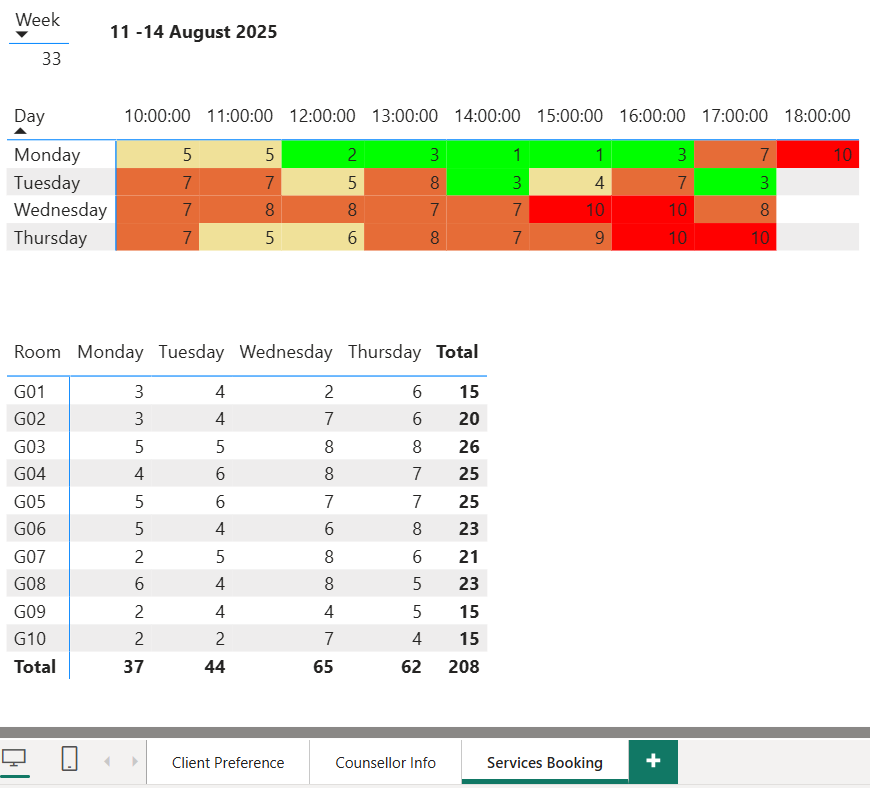 Week
11 -14 August 2025
33
Day 10:00:00 11:00:00 12:00:00 13:00:00 14:00:00 15:00:00 16:00:00 17:00:00 18:00:00
Monday 5 5 2 3 1 1 3 7 10
Tuesday 7 7 5 8 3 4 7 3
Wednesday 7 8 8 7 7 10 10 8
Thursday 7 5 6 8 7 9 10 10
Room Monday Tuesday Wednesday Thursday Total
G01 3 4 2 6 15
G02 3 4 7 6 20
G03 5 5 8 8 26
G04 4 6 8 7 25
G05 5 6 7 7 25
G06 5 4 6 8 23
G07 2 5 8 6 21
G08 6 4 8 5 23
G09 2 4 4 5 15
G10 2 2 7 4 15
Total 37 44 65 62 208
Client Preference Counsellor Info Services Booking +